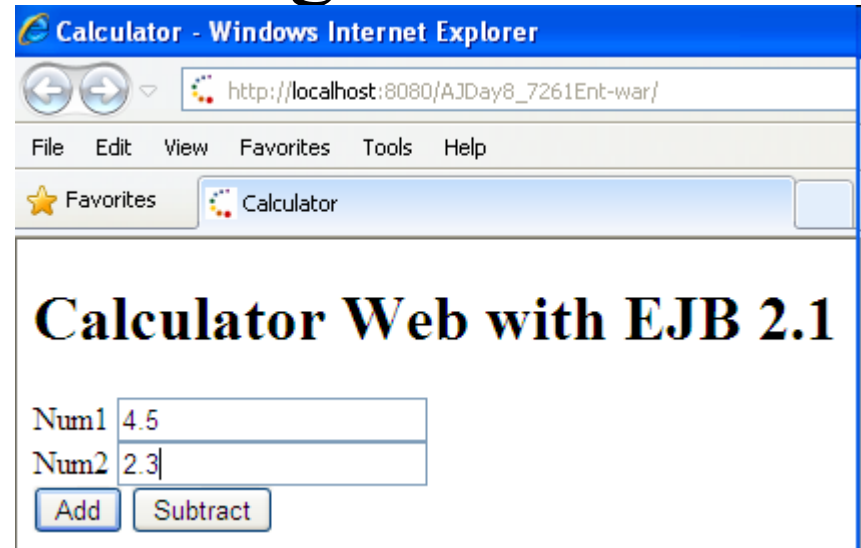 Calculator - Windows Internet Explorer
http://localhost:8080/AJDay8_7261Ent-war/
File Edit View Favorites Tools Help
Favorites Calculator
Calculator Web with EJB 2.1
Num1 4.5
Num2 2.3
Add Subtract